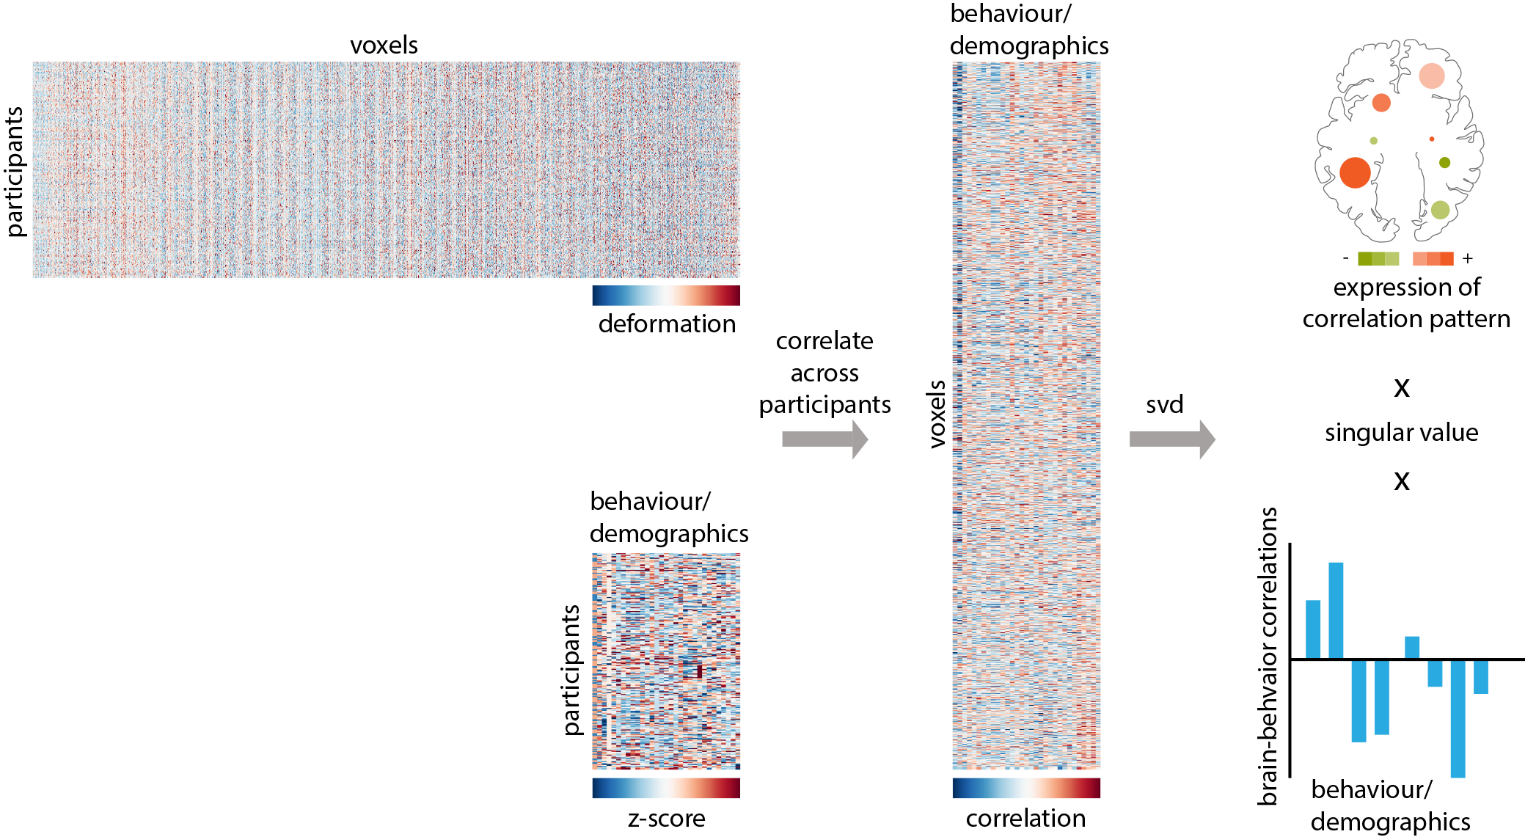 voxels
participants
deformation
behaviour/
demographics
participants
z-score
correlate
across
participants
behaviour/
demographics
voxels
correlation
svd
- +
expression of
correlation pattern
x
singular value
x
brain-behvaior correlations
behaviour/
demographics